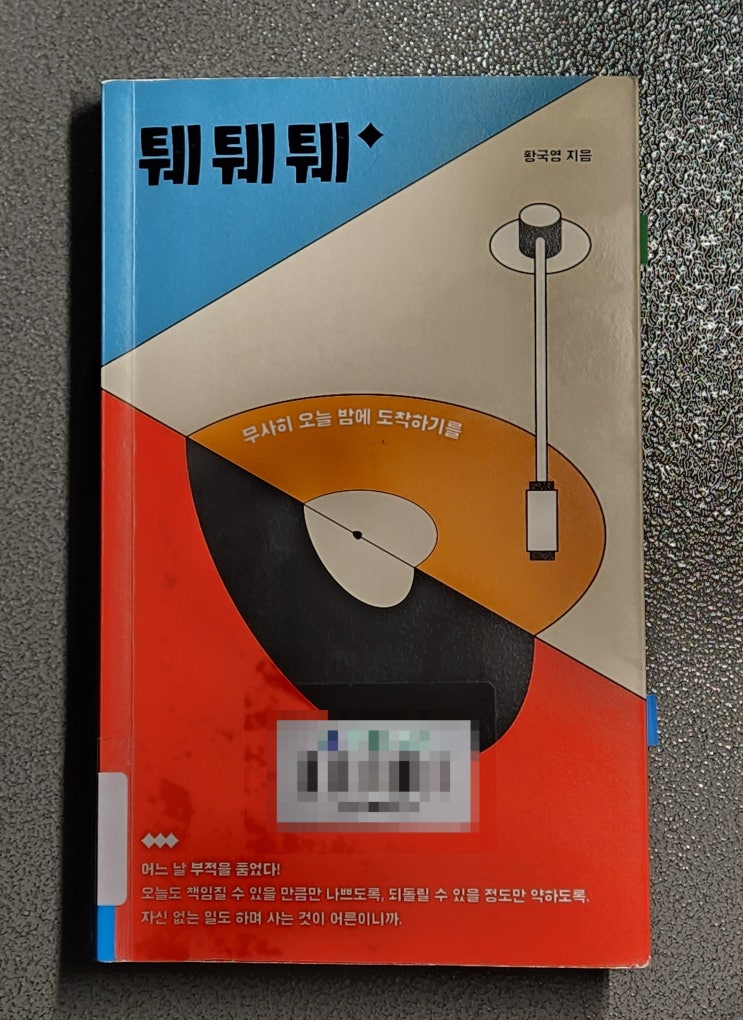 퉤 퉤 퉤
황국영 지음
무사히 오늘 밤에 도착하기를
어느 날 부적을 품었다!
오늘도 책임질 수 있을 만큼만 나쁘도록, 되돌릴 수 있을 정도만 약하도록.
자신 없는 일도 하며 사는 것이 어른이니까.